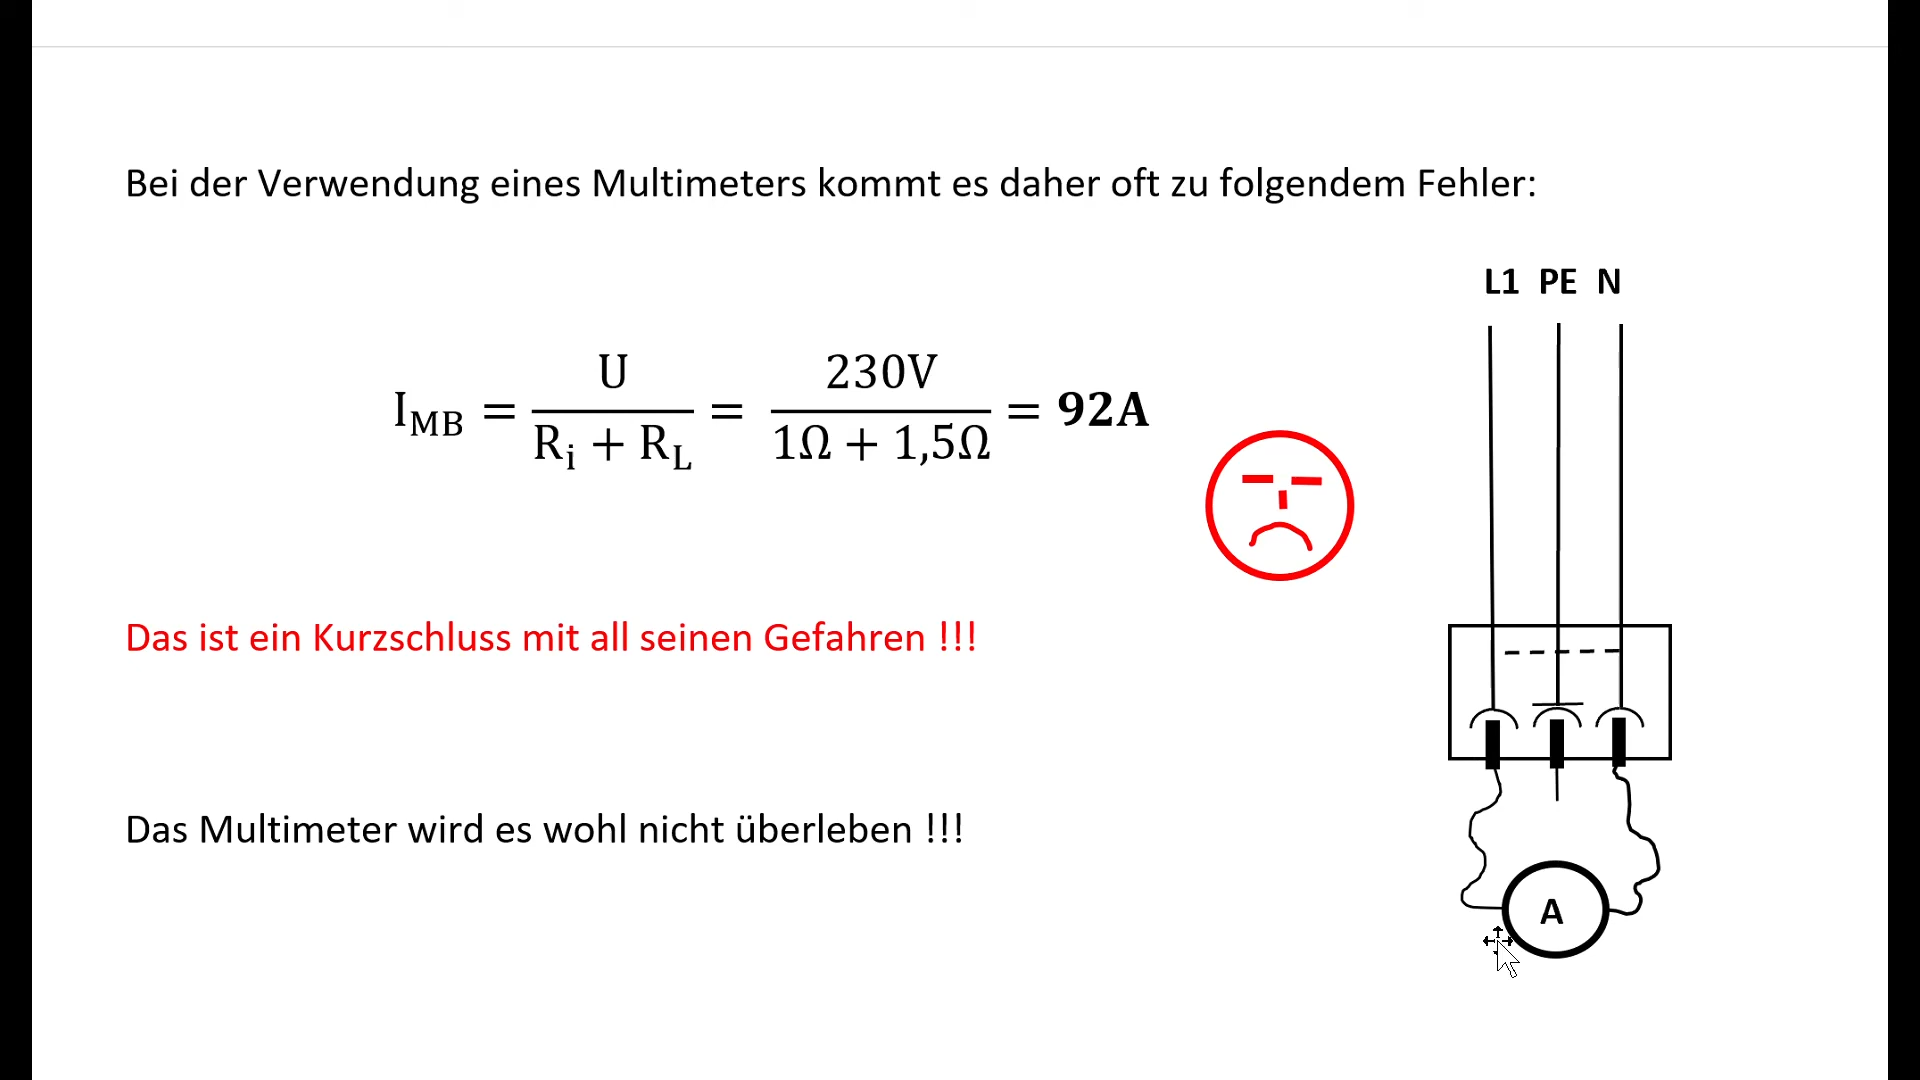 Bei der Verwendung eines Multimeters kommt es daher oft zu folgendem Fehler:
L1 PE N
I_MB = U / (R_i + R_L) = 230V / (1Ω + 1,5Ω) = 92A
Das ist ein Kurzschluss mit all seinen Gefahren !!!
Das Multimeter wird es wohl nicht überleben !!!
A